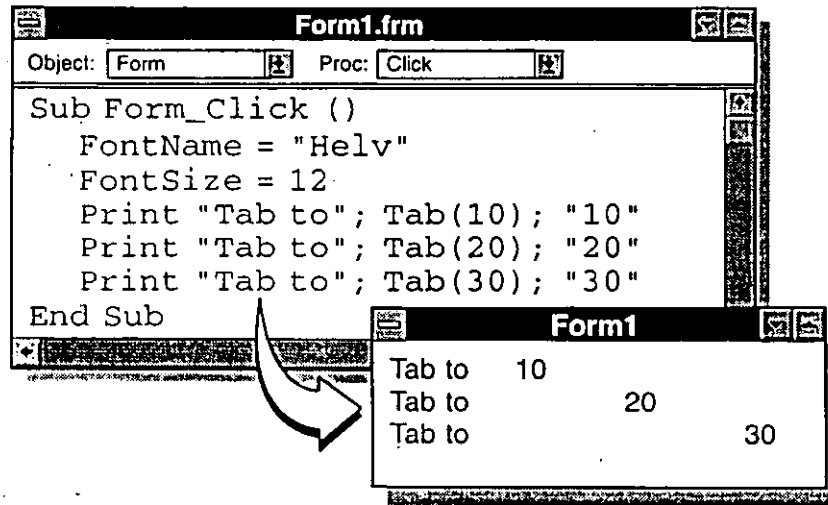 Form1.frm
Object: Form Proc: Click
Sub Form_Click ()
FontName = "Helv"
FontSize = 12
Print "Tab to"; Tab(10); "10"
Print "Tab to"; Tab(20); "20"
Print "Tab to"; Tab(30); "30"
End Sub
Form1
Tab to 10
Tab to 20
Tab to 30